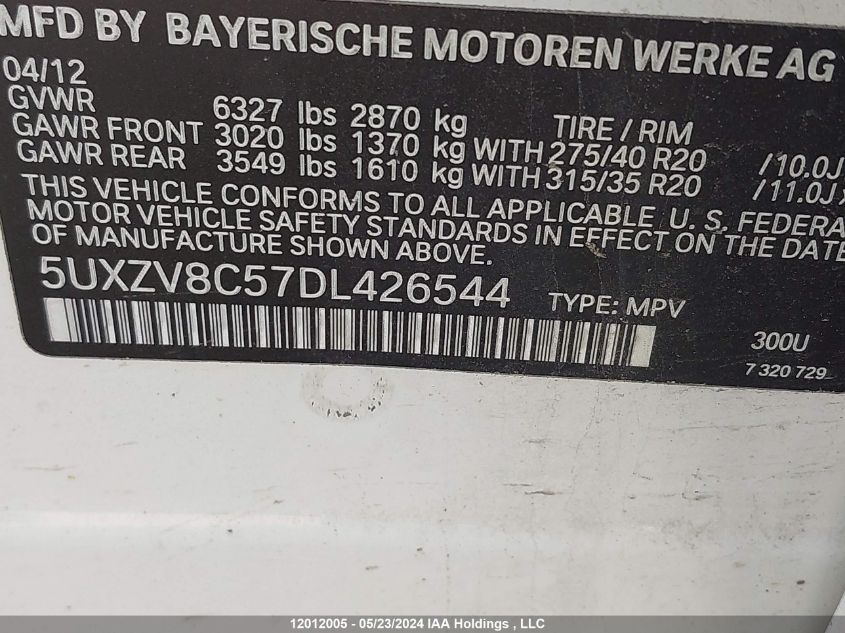 MFD BY BAYERISCHE MOTOREN WERKE AG
04/12
GVWR 6327 lbs 2870 kg TIRE / RIM
GAWR FRONT 3020 lbs 1370 kg WITH 275/40 R20 /10.0J
GAWR REAR 3549 lbs 1610 kg WITH 315/35 R20 /11.0J
THIS VEHICLE CONFORMS TO ALL APPLICABLE U. S. FEDERA
MOTOR VEHICLE SAFETY STANDARDS IN EFFECT ON THE DATE
OF MANUFACTURE SHOWN ABOVE.
5UXZV8C57DL426544 TYPE: MPV
300U
7 320 729
12012005 - 05/23/2024 IAA Holdings , LLC